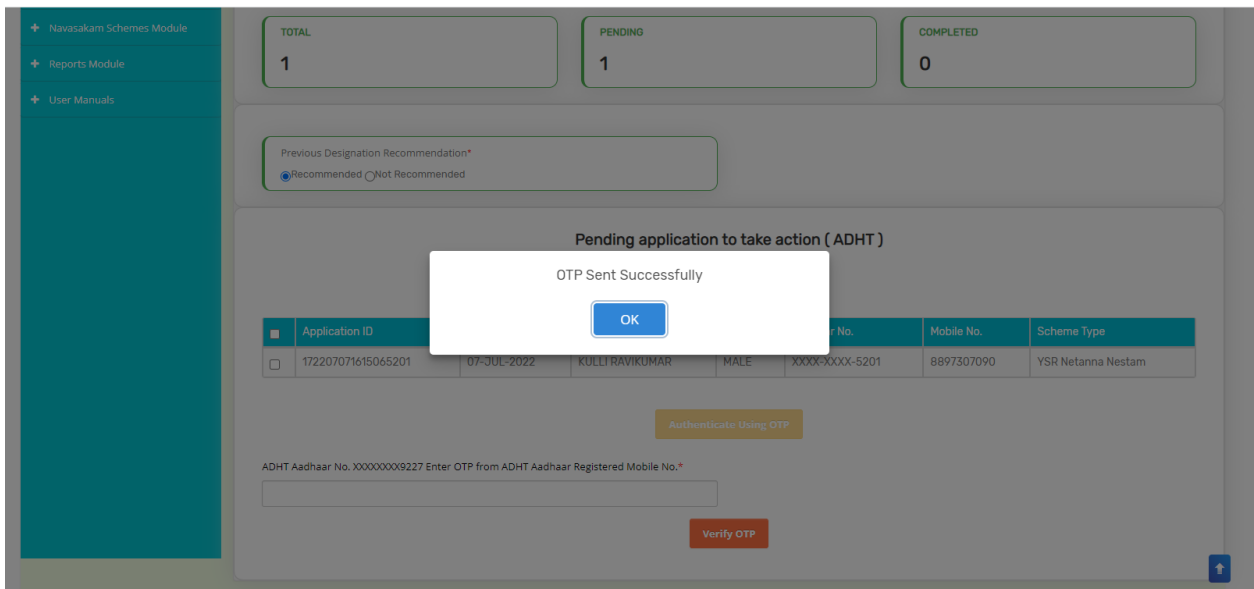 Navasakam Schemes Module
Reports Module
User Manuals
TOTAL
1
PENDING
1
COMPLETED
0
Previous Designation Recommendation*
Recommended Not Recommended
Pending application to take action ( ADHT )
OTP Sent Successfully
OK
Application ID r No. Mobile No. Scheme Type
172207071615065201 07-JUL-2022 KULLI RAVIKUMAR MALE XXXX-XXXX-5201 8897307090 YSR Netanna Nestam
Authenticate Using OTP
ADHT Aadhaar No. XXXXXXXX9227 Enter OTP from ADHT Aadhaar Registered Mobile No.*
Verify OTP